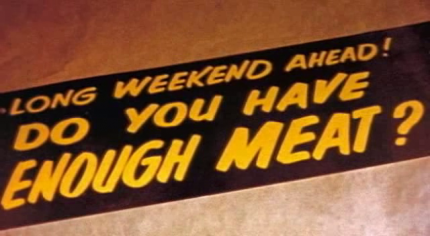 LONG WEEKEND AHEAD!
DO YOU HAVE
ENOUGH MEAT?